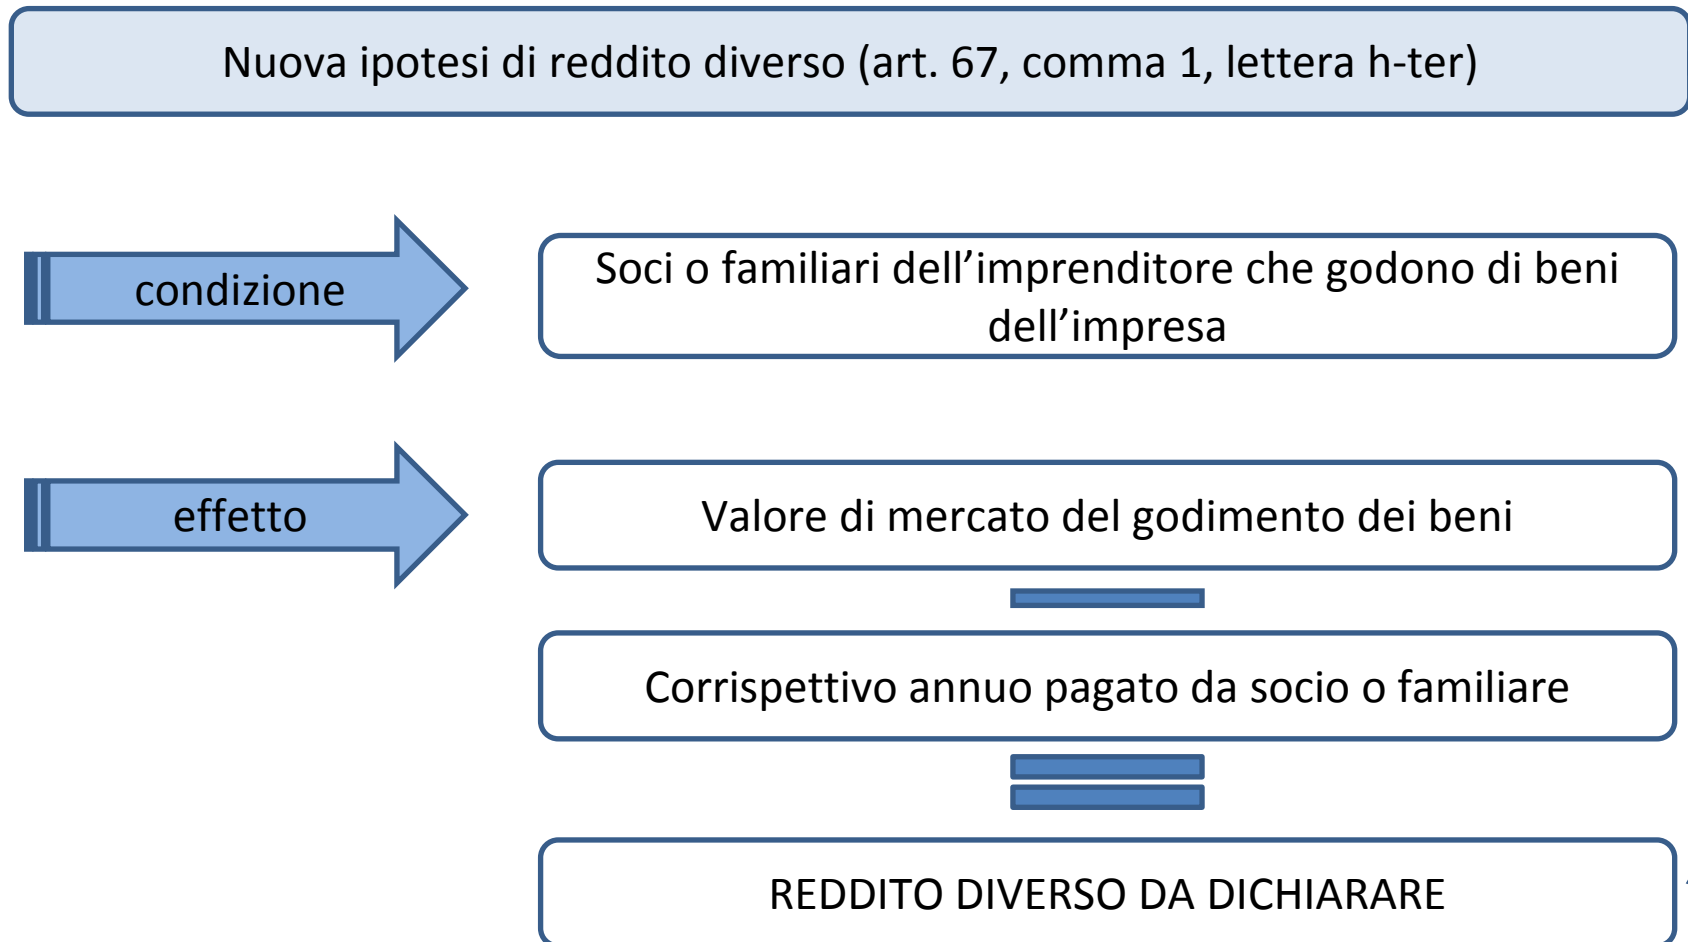 Nuova ipotesi di reddito diverso (art. 67, comma 1, lettera h-ter)
condizione
Soci o familiari dell’imprenditore che godono di beni
dell’impresa
effetto
Valore di mercato del godimento dei beni
Corrispettivo annuo pagato da socio o familiare
REDDITO DIVERSO DA DICHIARARE